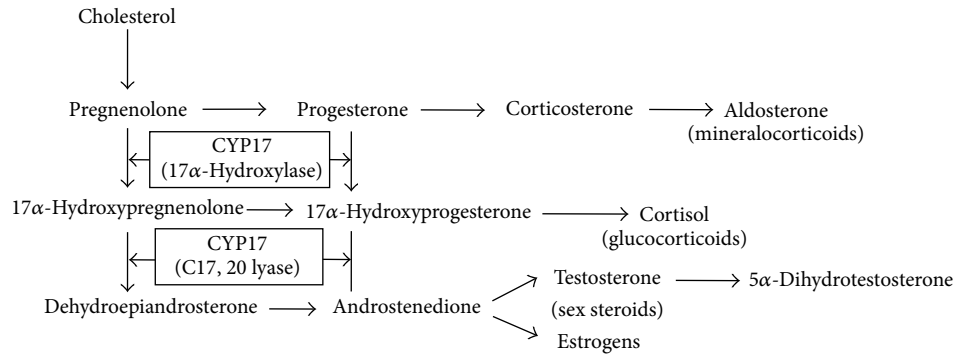 Cholesterol
Pregnenolone
Progesterone
Corticosterone
Aldosterone
(mineralocorticoids)
CYP17
(17α-Hydroxylase)
17α-Hydroxypregnenolone
17α-Hydroxyprogesterone
Cortisol
(glucocorticoids)
CYP17
(C17, 20 lyase)
Dehydroepiandrosterone
Androstenedione
Testosterone
(sex steroids)
5α-Dihydrotestosterone
Estrogens